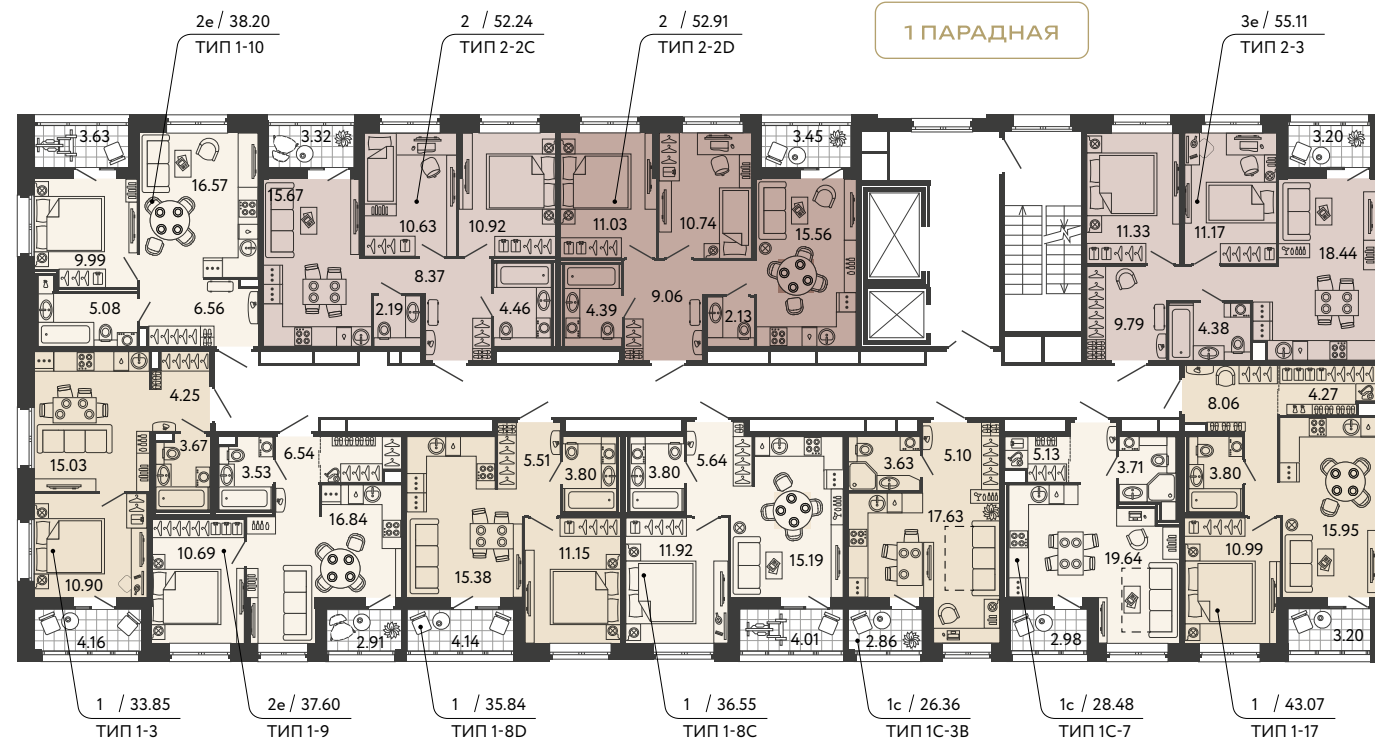 2е / 38.20
ТИП 1-10
2 / 52.24
ТИП 2-2С
2 / 52.91
ТИП 2-2D
1 ПАРАДНАЯ
3е / 55.11
ТИП 2-3
3.63
16.57
9.99
5.08
6.56
3.32
15.67
10.63
10.92
8.37
2.19
4.46
11.03
10.74
3.45
15.56
4.39
9.06
2.13
11.33
11.17
3.20
18.44
9.79
4.38
4.25
15.03
3.67
10.90
4.16
3.53
6.54
16.84
10.69
2.91
5.51
3.80
15.38
11.15
4.14
3.80
5.64
11.92
15.19
4.01
3.63
5.10
17.63
2.86
5.13
3.71
19.64
2.98
8.06
4.27
3.80
15.95
10.99
3.20
1 / 33.85
ТИП 1-3
2е / 37.60
ТИП 1-9
1 / 35.84
ТИП 1-8D
1 / 36.55
ТИП 1-8С
1с / 26.36
ТИП 1С-3В
1с / 28.48
ТИП 1С-7
1 / 43.07
ТИП 1-17